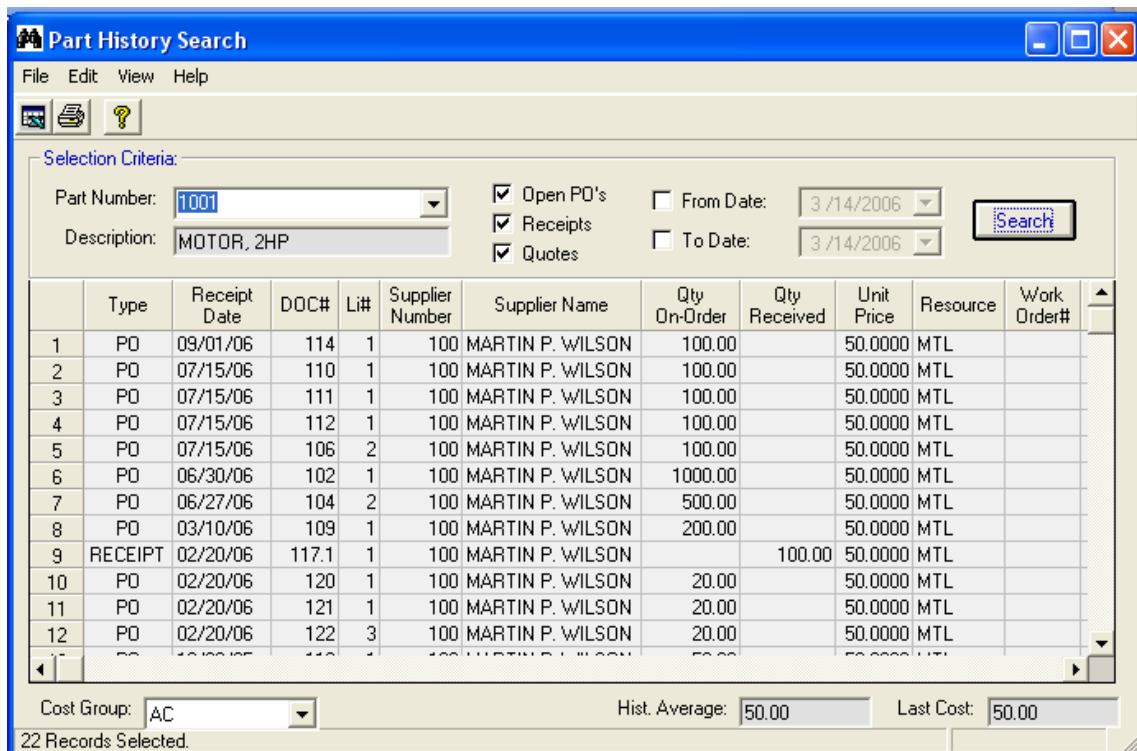 Part History Search
File Edit View Help
Selection Criteria:
Part Number: 1001 Open PO's From Date: 3 /14/2006 Search
Description: MOTOR, 2HP Receipts To Date: 3 /14/2006
Quotes
Type Receipt Date DOC# Li# Supplier Number Supplier Name Qty On-Order Qty Received Unit Price Resource Work Order#
1 PO 09/01/06 114 1 100 MARTIN P. WILSON 100.00 50.0000 MTL
2 PO 07/15/06 110 1 100 MARTIN P. WILSON 100.00 50.0000 MTL
3 PO 07/15/06 111 1 100 MARTIN P. WILSON 100.00 50.0000 MTL
4 PO 07/15/06 112 1 100 MARTIN P. WILSON 100.00 50.0000 MTL
5 PO 07/15/06 106 2 100 MARTIN P. WILSON 100.00 50.0000 MTL
6 PO 06/30/06 102 1 100 MARTIN P. WILSON 1000.00 50.0000 MTL
7 PO 06/27/06 104 2 100 MARTIN P. WILSON 500.00 50.0000 MTL
8 PO 03/10/06 109 1 100 MARTIN P. WILSON 200.00 50.0000 MTL
9 RECEIPT 02/20/06 117.1 1 100 MARTIN P. WILSON 100.00 50.0000 MTL
10 PO 02/20/06 120 1 100 MARTIN P. WILSON 20.00 50.0000 MTL
11 PO 02/20/06 121 1 100 MARTIN P. WILSON 20.00 50.0000 MTL
12 PO 02/20/06 122 3 100 MARTIN P. WILSON 20.00 50.0000 MTL
Cost Group: AC Hist. Average: 50.00 Last Cost: 50.00
22 Records Selected.